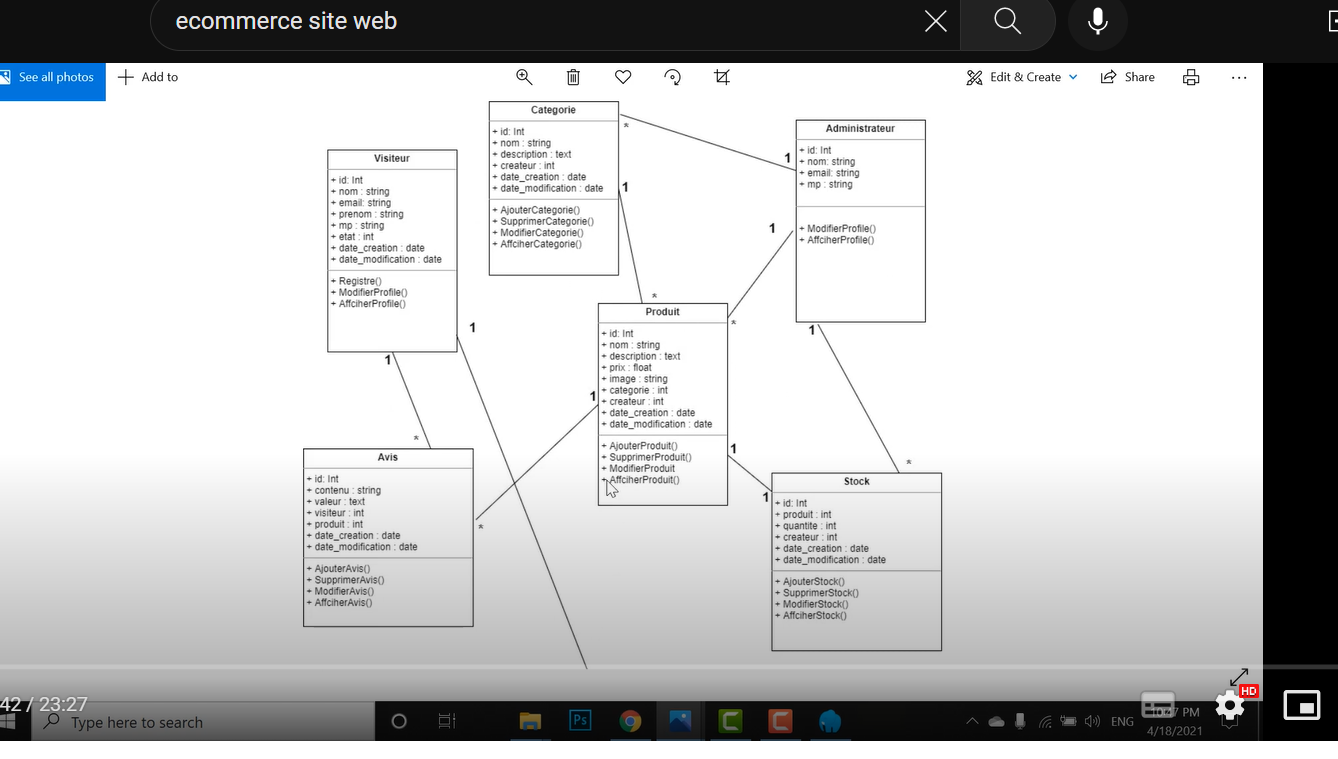 ecommerce site web
See all photos
Add to
Edit & Create
Share
Categorie
+ id: Int
+ nom : string
+ description : text
+ createur : int
+ date_creation : date
+ date_modification : date
+ AjouterCategorie()
+ SupprimerCategorie()
+ ModifierCategorie()
+ AffciherCategorie()
*
1
1
Administrateur
+ id: Int
+ nom: string
+ email: string
+ mp : string
+ ModifierProfile()
+ AffciherProfile()
1
1
Visiteur
+ id: Int
+ nom : string
+ email: string
+ prenom : string
+ mp : string
+ etat : int
+ date_creation : date
+ date_modification : date
+ Registre()
+ ModifierProfile()
+ AffciherProfile()
1
1
*
Produit
+ id: Int
+ nom : string
+ description : text
+ prix : float
+ image : string
+ categorie : int
+ createur : int
+ date_creation : date
+ date_modification : date
+ AjouterProduit()
+ SupprimerProduit()
+ ModifierProduit
+ AffciherProduit()
*
1
1
*
Avis
+ id: Int
+ contenu : string
+ valeur : text
+ visiteur : int
+ produit : int
+ date_creation : date
+ date_modification : date
+ AjouterAvis()
+ SupprimerAvis()
+ ModifierAvis()
+ AffciherAvis()
*
*
1
Stock
+ id: Int
+ produit : int
+ quantite : int
+ createur : int
+ date_creation : date
+ date_modification : date
+ AjouterStock()
+ SupprimerStock()
+ ModifierStock()
+ AffciherStock()
42 / 23:27
HD
Type here to search
Ps
C
C
ENG
PM
4/18/2021